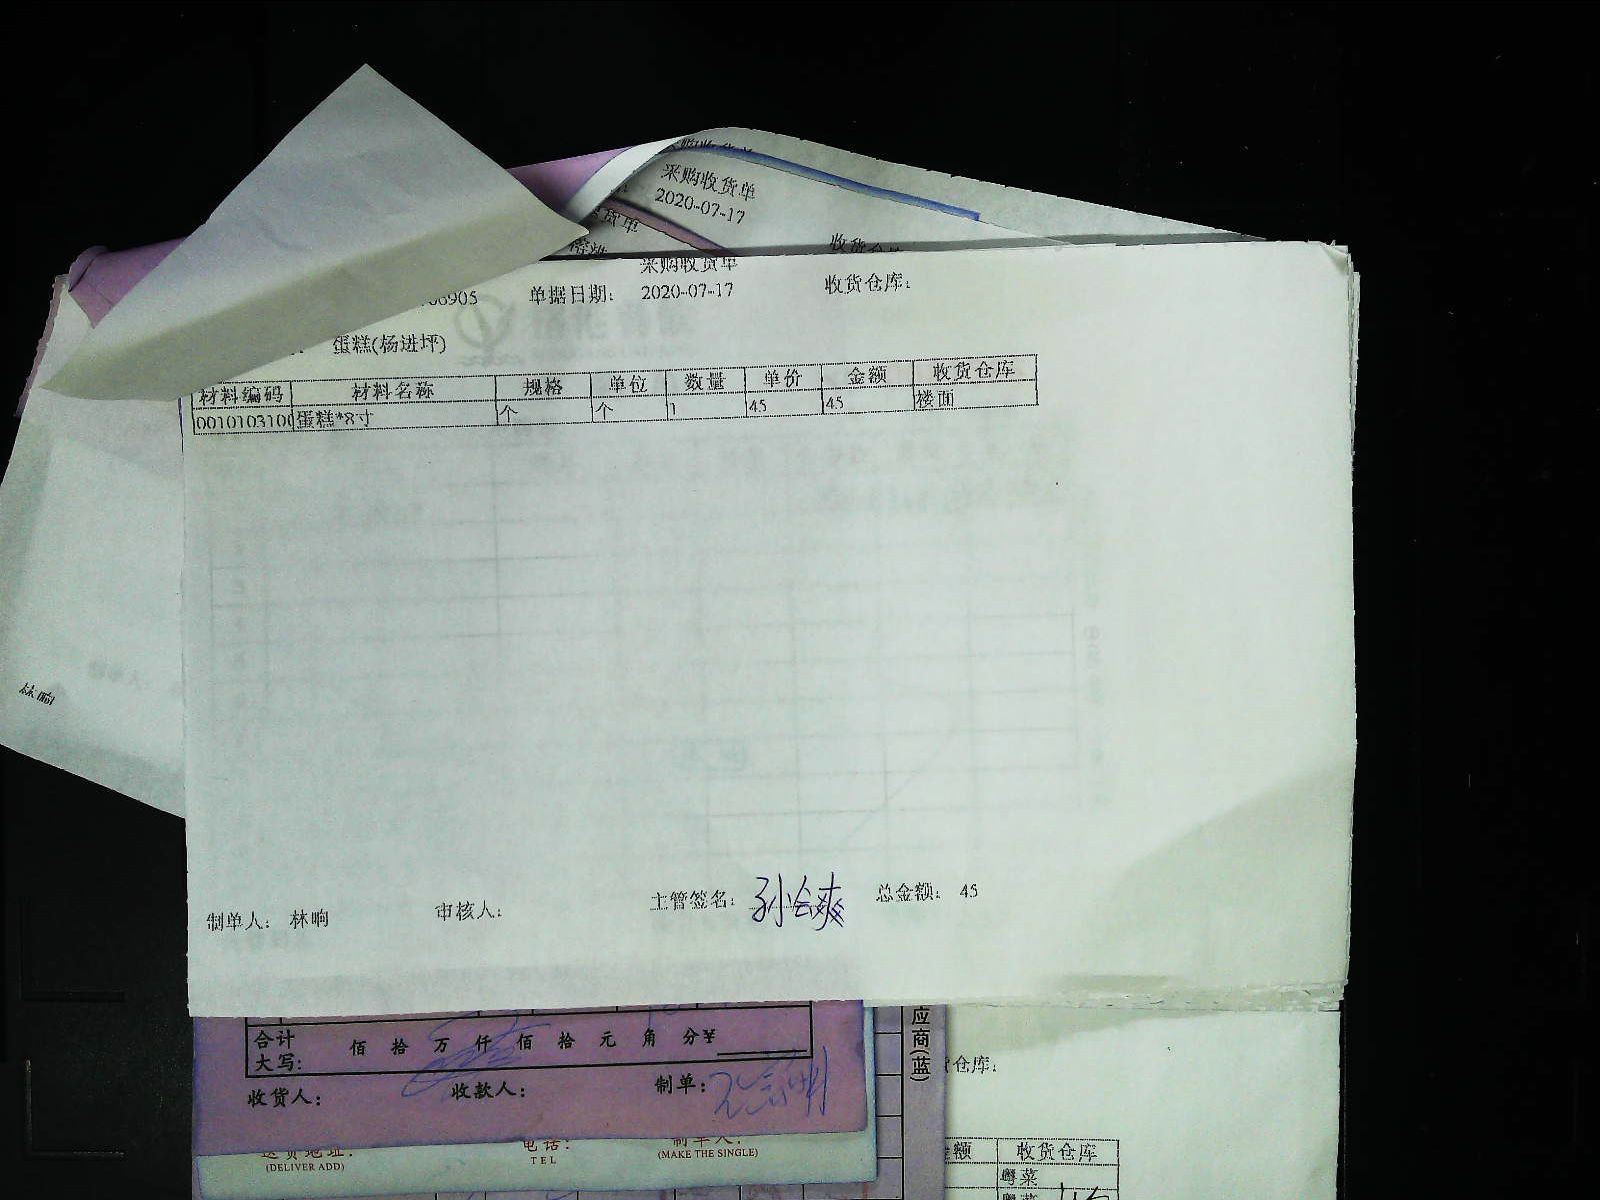 采购收货单
2020-07-17
采购收货单
单据日期： 2020-07-17 收货仓库：
蛋糕(杨进坪)
材料编码 材料名称 规格 单位 数量 单价 金额 收货仓库
0010103100 蛋糕*8寸 个 个 1 45 45 楼面
林晌
制单人： 林晌 审核人： 主管签名： 孙会爽 总金额： 45
合计
大写： 佰 拾 万 仟 佰 拾 元 角 分¥
收货人： 收款人： 制单：
应商(蓝)
仓库：
电话： 制单人：
(DELIVER ADD) TEL (MAKE THE SINGLE)
额 收货仓库
粤菜
粤菜